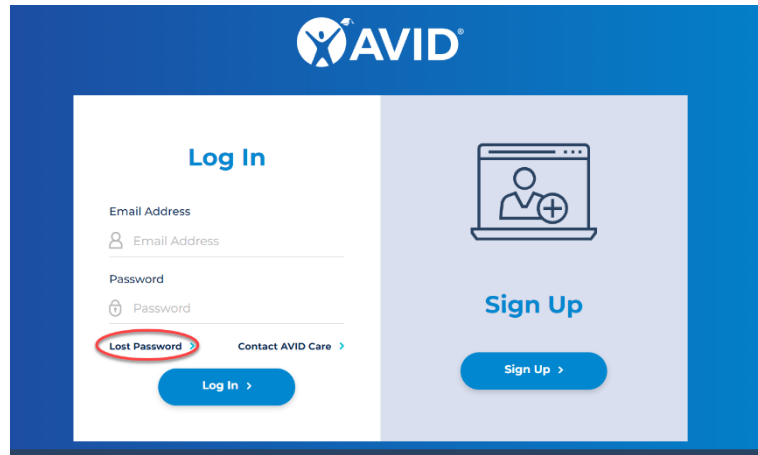 AVID®
Log In
Email Address
Email Address
Password
Password
Lost Password >
Contact AVID Care >
Log In >
Sign Up
Sign Up >